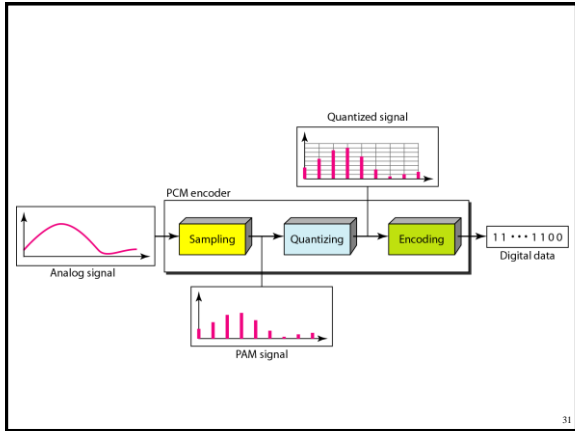 Quantized signal
PCM encoder
Sampling
Quantizing
Encoding
11 ••• 1100
Digital data
Analog signal
PAM signal
31